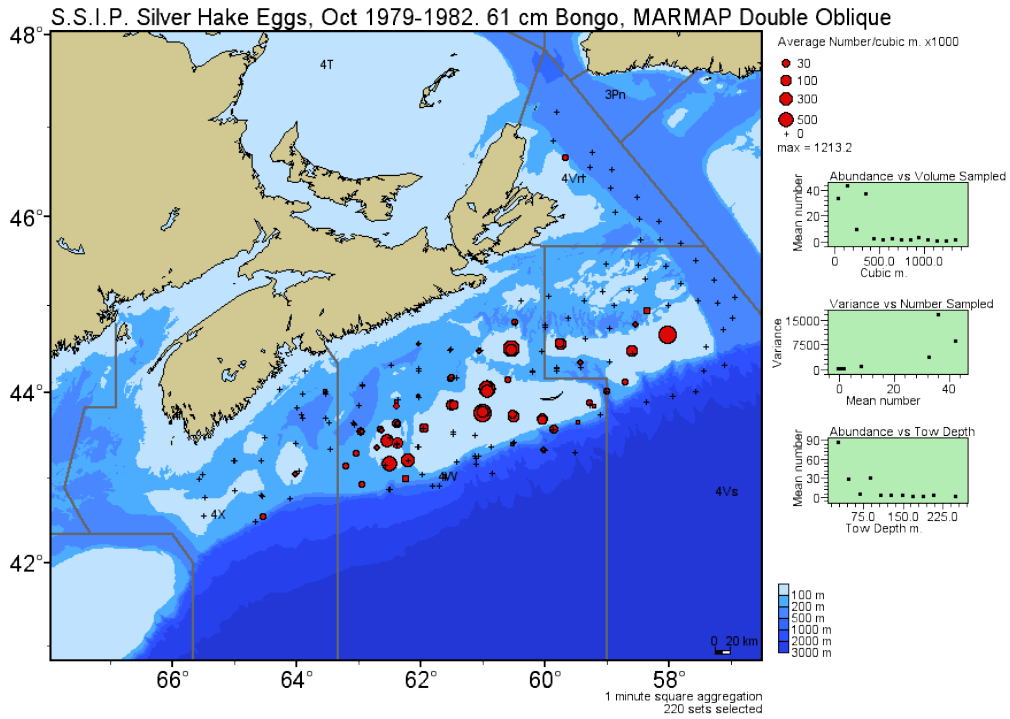 S.S.I.P. Silver Hake Eggs, Oct 1979-1982. 61 cm Bongo, MARMAP Double Oblique
48°
46°
44°
42°
66°
64°
62°
60°
58°
4T
3Pn
4Vn
4W
4X
4Vs
0 20 km
1 minute square aggregation
220 sets selected
Average Number/cubic m. x1000
30
100
300
500
0
max = 1213.2
Abundance vs Volume Sampled
Mean number
40
20
0
0 500.0 1000.0
Cubic m.
Variance vs Number Sampled
Variance
15000
7500
0
0 20 40
Mean number
Abundance vs Tow Depth
Mean number
90
60
30
0
75.0 150.0 225.0
Tow Depth m.
100 m
200 m
500 m
1000 m
2000 m
3000 m